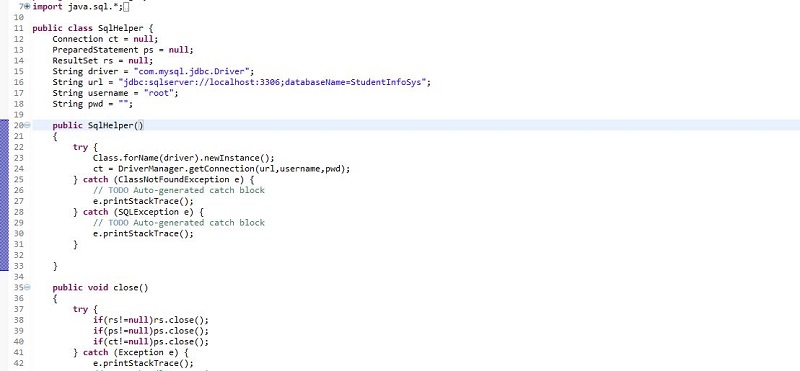 7 import java.sql.*;
10
11 public class SqlHelper {
12 Connection ct = null;
13 PreparedStatement ps = null;
14 ResultSet rs = null;
15 String driver = "com.mysql.jdbc.Driver";
16 String url = "jdbc:sqlserver://localhost:3306;databaseName=StudentInfoSys";
17 String username = "root";
18 String pwd = "";
19
20 public SqlHelper()
21 {
22 try {
23 Class.forName(driver).newInstance();
24 ct = DriverManager.getConnection(url,username,pwd);
25 } catch (ClassNotFoundException e) {
26 // TODO Auto-generated catch block
27 e.printStackTrace();
28 } catch (SQLException e) {
29 // TODO Auto-generated catch block
30 e.printStackTrace();
31 }
32
33 }
34
35 public void close()
36 {
37 try {
38 if(rs!=null)rs.close();
39 if(ps!=null)ps.close();
40 if(ct!=null)ps.close();
41 } catch (Exception e) {
42 e.printStackTrace();